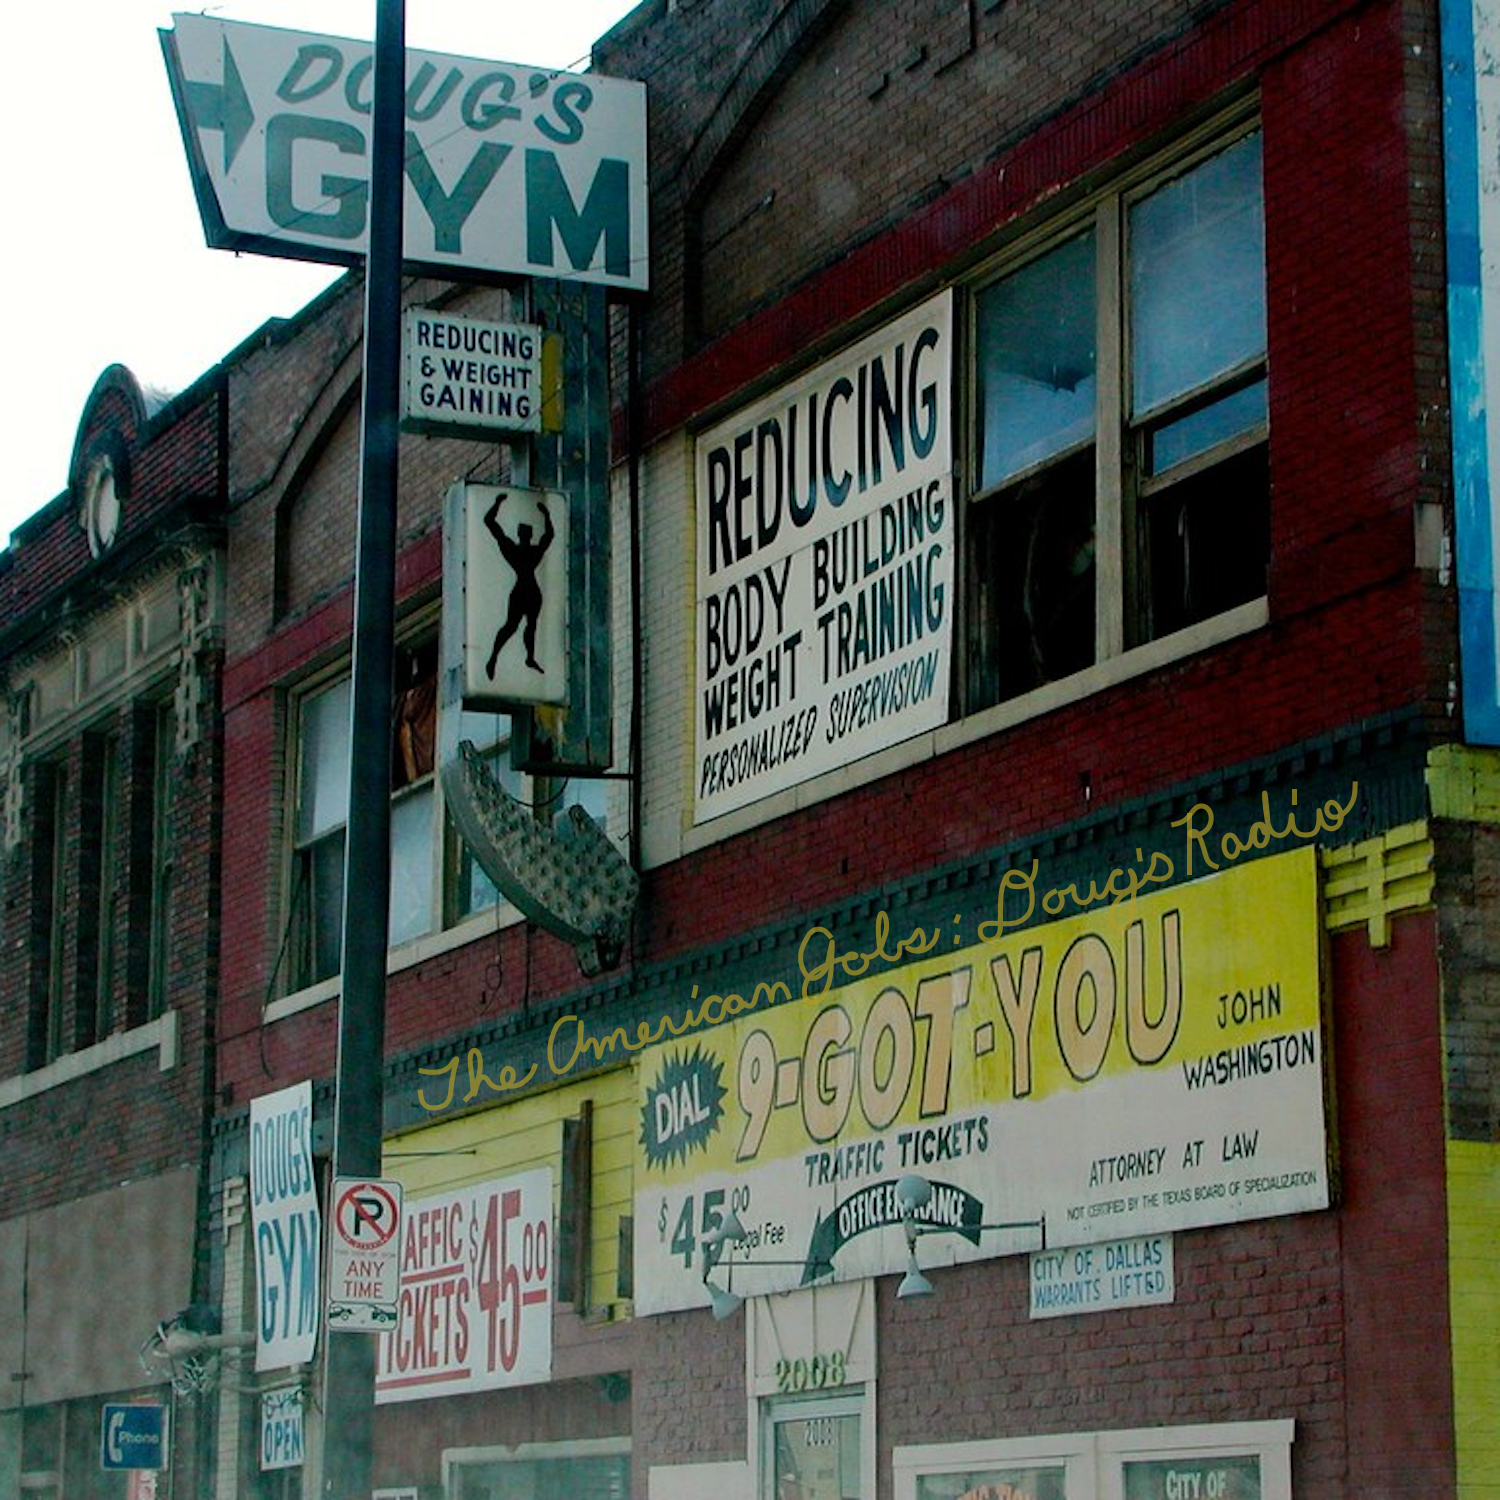 DOUG'S
GYM
REDUCING
& WEIGHT
GAINING
REDUCING
BODY BUILDING
WEIGHT TRAINING
PERSONALIZED SUPERVISION
The American Jobs: Doug's Radio
DIAL
9-GOT-YOU
JOHN
WASHINGTON
TRAFFIC TICKETS
ATTORNEY AT LAW
NOT CERTIFIED BY THE TEXAS BOARD OF SPECIALIZATION
$45.00
Legal Fee
OFFICE
CITY OF DALLAS
WARRANTS LIFTED
DOUG'S
GYM
P
ANY
TIME
AFFIC
ICKETS
$45.00
2008
GYM
OPEN
Phone
CITY OF